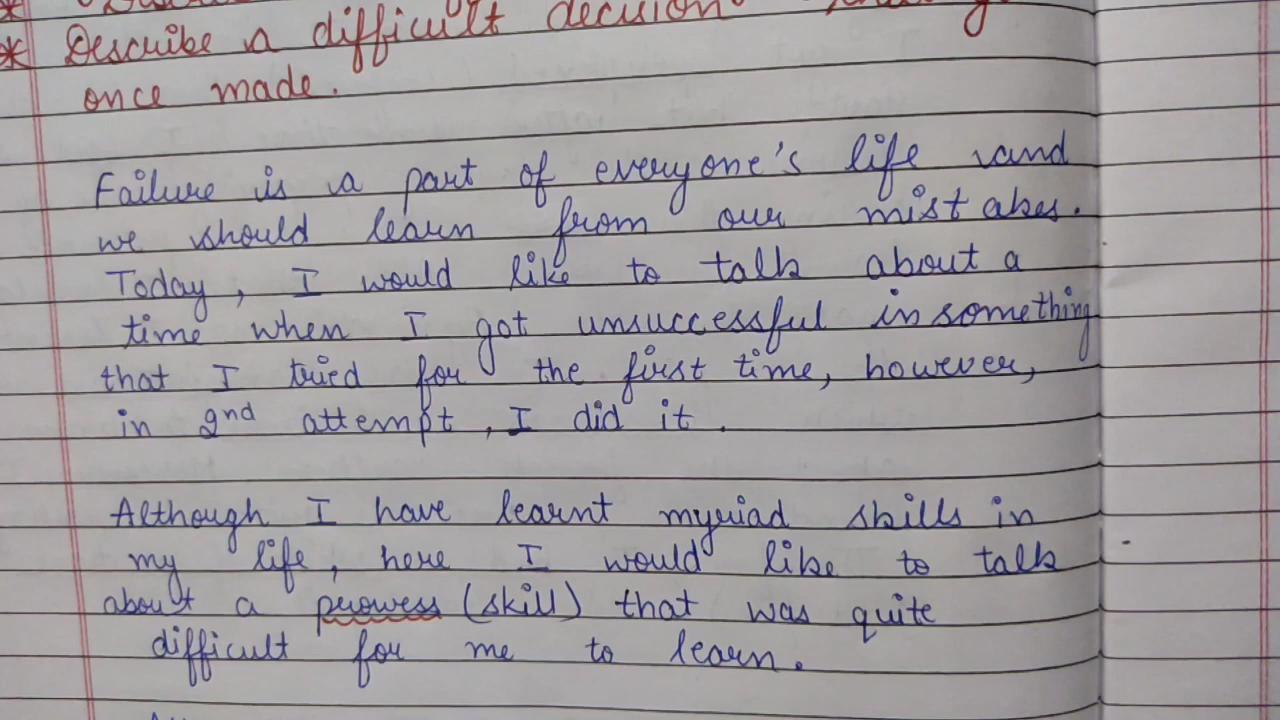 * Describe a difficult decision
once made.
Failure is a part of everyone's life and
we should learn from our mistakes.
Today, I would like to talk about a
time when I got unsuccessful in something
that I tried for the first time, however,
in 2nd attempt, I did it.
Although I have learnt myriad skills in
my life, here I would like to talk
about a prowess (skill) that was quite
difficult for me to learn.